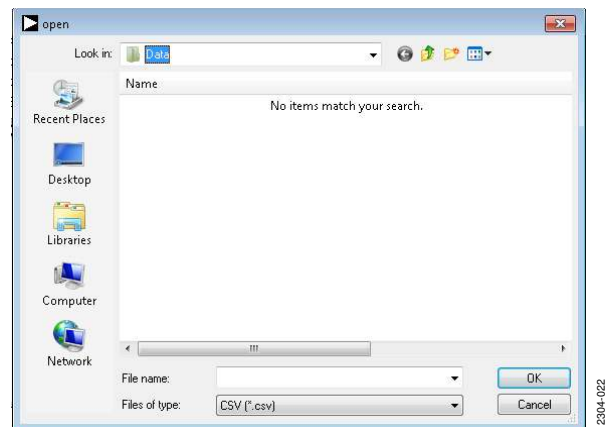 open
Look in: Data
Name
No items match your search.
Recent Places
Desktop
Libraries
Computer
Network
File name: OK
Files of type: CSV (*.csv) Cancel
2304-022